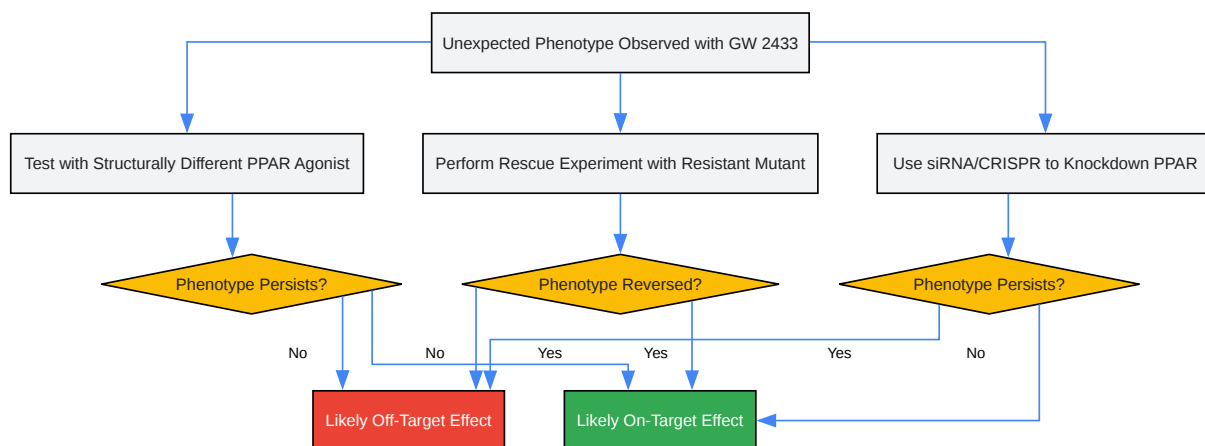 Unexpected Phenotype Observed with GW 2433
Test with Structurally Different PPAR Agonist
Perform Rescue Experiment with Resistant Mutant
Use siRNA/CRISPR to Knockdown PPAR
Phenotype Persists?
Phenotype Reversed?
Phenotype Persists?
No
No
Yes
Yes
Yes
No
Likely Off-Target Effect
Likely On-Target Effect